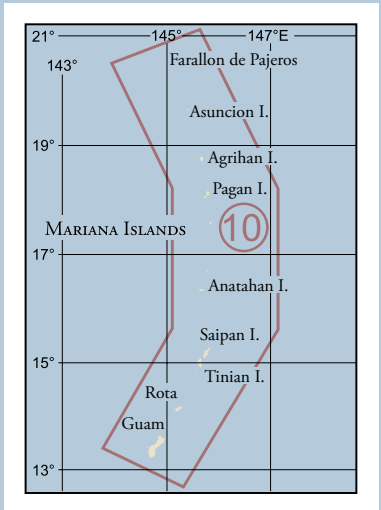 21°
145°
147°E
143°
Farallon de Pajeros
Asuncion I.
19°
Agrihan I.
Pagan I.
10
MARIANA ISLANDS
17°
Anatahan I.
Saipan I.
15°
Tinian I.
Rota
Guam
13°